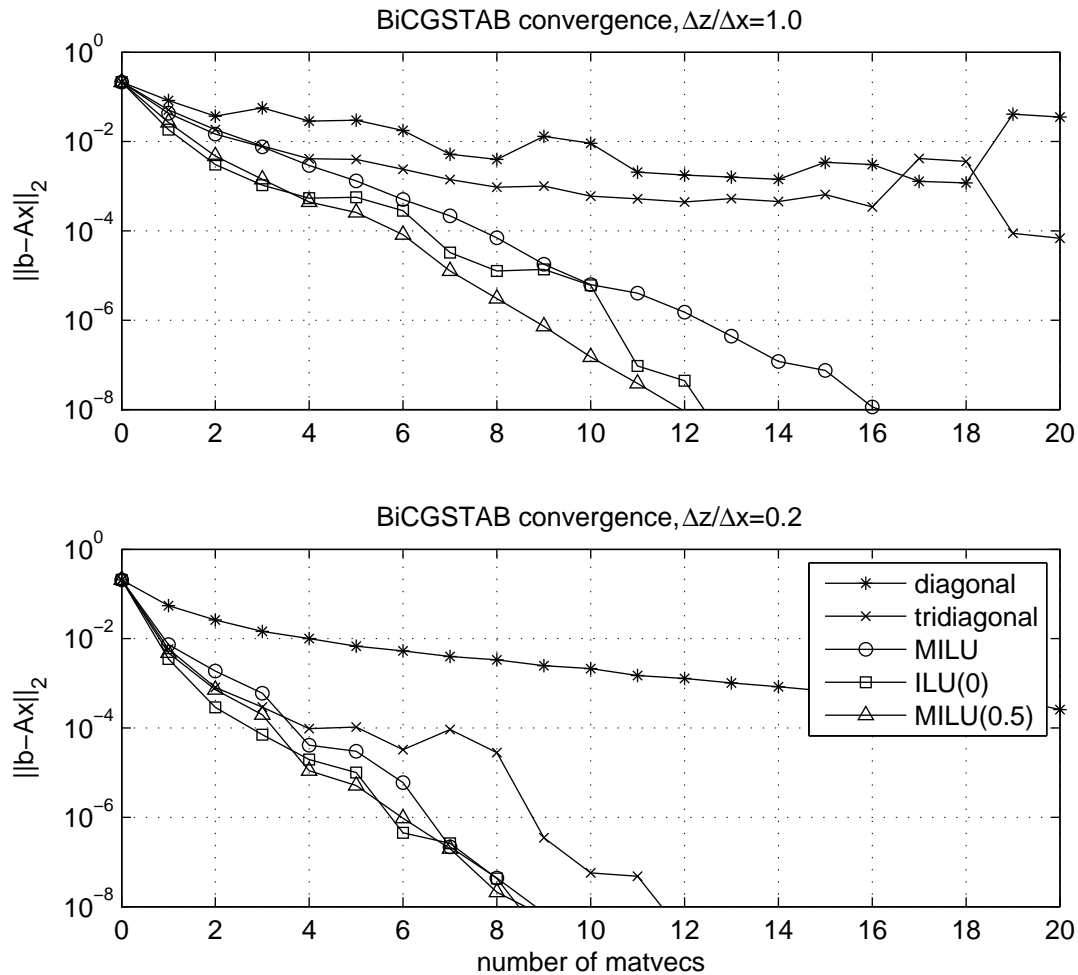 BiCGSTAB convergence, Δz/Δx=1.0
10^0
10^−2
10^−4
10^−6
10^−8
||b−Ax||_2
0 2 4 6 8 10 12 14 16 18 20
BiCGSTAB convergence, Δz/Δx=0.2
10^0
10^−2
10^−4
10^−6
10^−8
||b−Ax||_2
diagonal
tridiagonal
MILU
ILU(0)
MILU(0.5)
0 2 4 6 8 10 12 14 16 18 20
number of matvecs